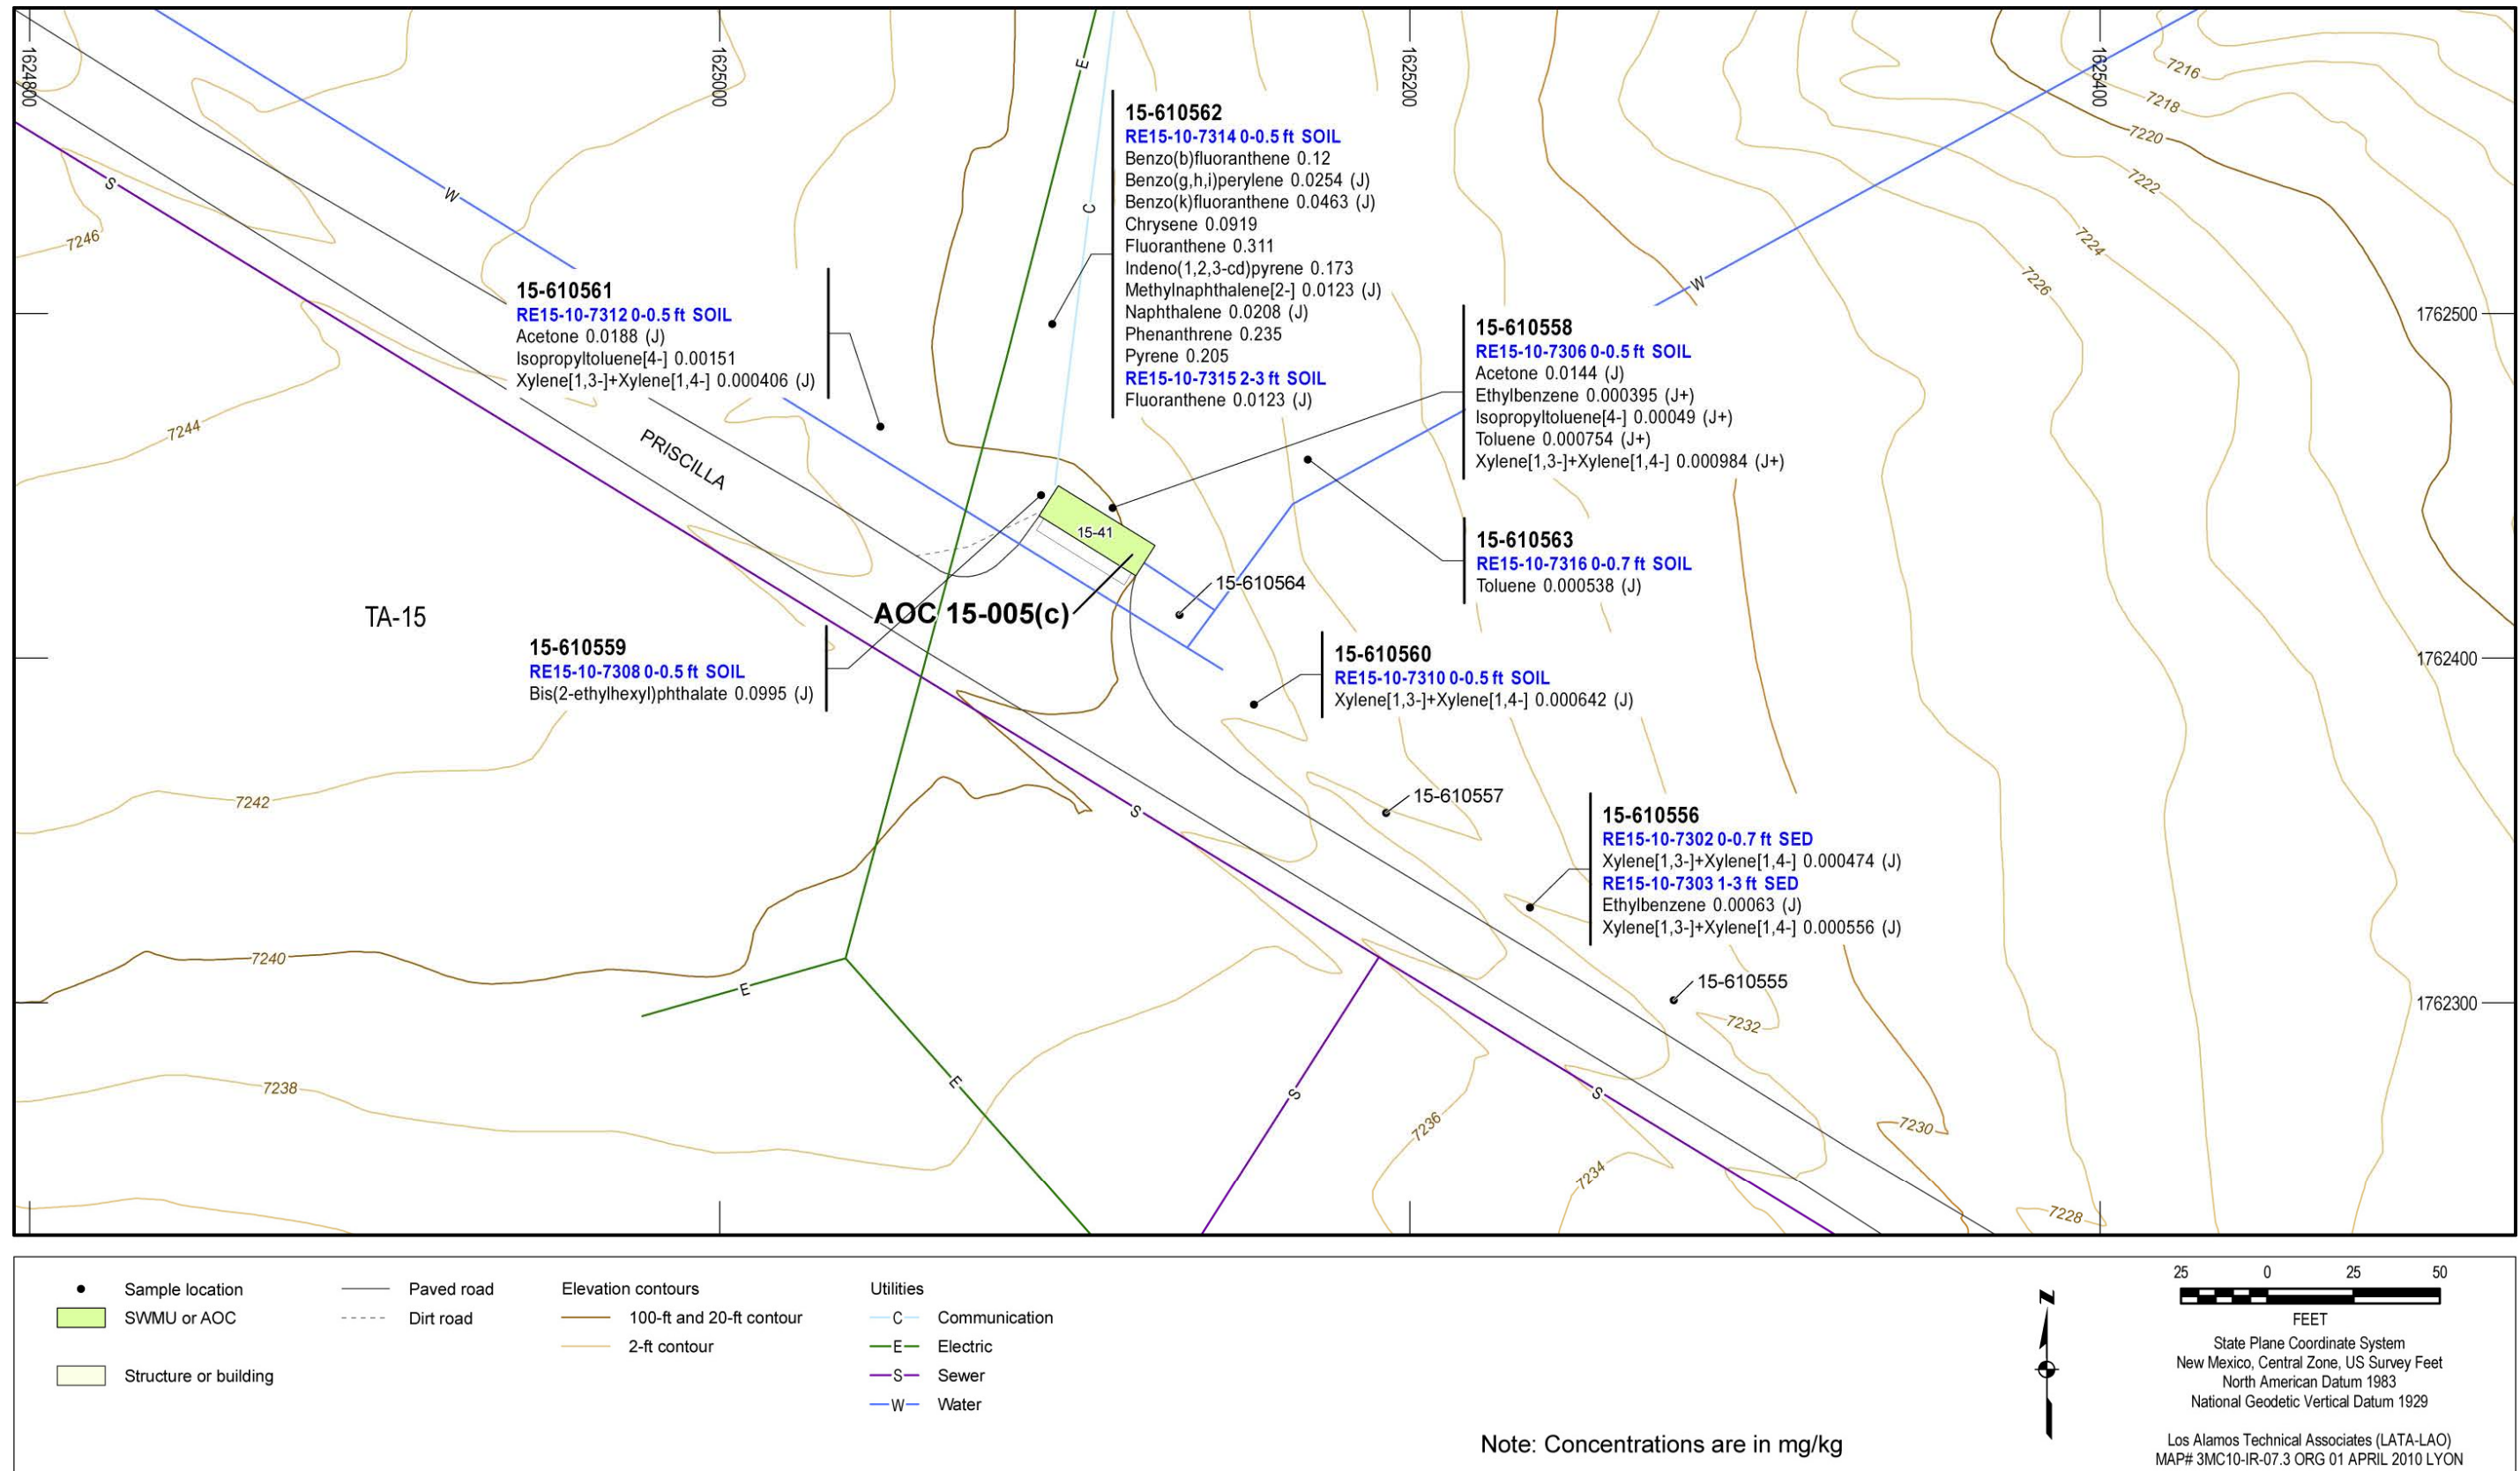 1624800
1625000
1625200
1625400
7216
7218
7220
7222
7224
7226
E
C
W
W
S
7246
7244
15-610562
RE15-10-7314 0-0.5 ft SOIL
Benzo(b)fluoranthene 0.12
Benzo(g,h,i)perylene 0.0254 (J)
Benzo(k)fluoranthene 0.0463 (J)
Chrysene 0.0919
Fluoranthene 0.311
Indeno(1,2,3-cd)pyrene 0.173
Methylnaphthalene[2-] 0.0123 (J)
Naphthalene 0.0208 (J)
Phenanthrene 0.235
Pyrene 0.205
RE15-10-7315 2-3 ft SOIL
Fluoranthene 0.0123 (J)
15-610561
RE15-10-7312 0-0.5 ft SOIL
Acetone 0.0188 (J)
Isopropyltoluene[4-] 0.00151
Xylene[1,3-]+Xylene[1,4-] 0.000406 (J)
15-610558
RE15-10-7306 0-0.5 ft SOIL
Acetone 0.0144 (J)
Ethylbenzene 0.000395 (J+)
Isopropyltoluene[4-] 0.00049 (J+)
Toluene 0.000754 (J+)
Xylene[1,3-]+Xylene[1,4-] 0.000984 (J+)
1762500
PRISCILLA
15-41
15-610563
RE15-10-7316 0-0.7 ft SOIL
Toluene 0.000538 (J)
15-610564
AOC 15-005(c)
TA-15
15-610559
RE15-10-7308 0-0.5 ft SOIL
Bis(2-ethylhexyl)phthalate 0.0995 (J)
15-610560
RE15-10-7310 0-0.5 ft SOIL
Xylene[1,3-]+Xylene[1,4-] 0.000642 (J)
1762400
7242
S
15-610557
15-610556
RE15-10-7302 0-0.7 ft SED
Xylene[1,3-]+Xylene[1,4-] 0.000474 (J)
RE15-10-7303 1-3 ft SED
Ethylbenzene 0.00063 (J)
Xylene[1,3-]+Xylene[1,4-] 0.000556 (J)
7240
E
15-610555
1762300
7232
7238
E
S
S
7236
7234
7230
7228
Sample location
SWMU or AOC
Structure or building
Paved road
Dirt road
Elevation contours
100-ft and 20-ft contour
2-ft contour
Utilities
C Communication
E Electric
S Sewer
W Water
Note: Concentrations are in mg/kg
N
25 0 25 50
FEET
State Plane Coordinate System
New Mexico, Central Zone, US Survey Feet
North American Datum 1983
National Geodetic Vertical Datum 1929
Los Alamos Technical Associates (LATA-LAO)
MAP# 3MC10-IR-07.3 ORG 01 APRIL 2010 LYON